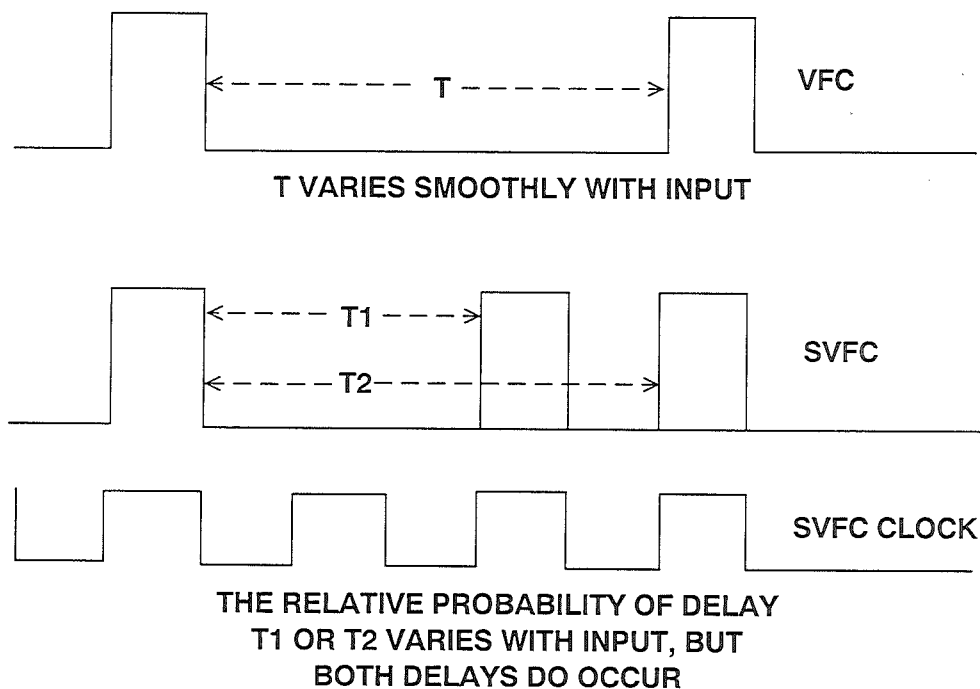 VFC
T
T VARIES SMOOTHLY WITH INPUT
T1
SVFC
T2
SVFC CLOCK
THE RELATIVE PROBABILITY OF DELAY
T1 OR T2 VARIES WITH INPUT, BUT
BOTH DELAYS DO OCCUR